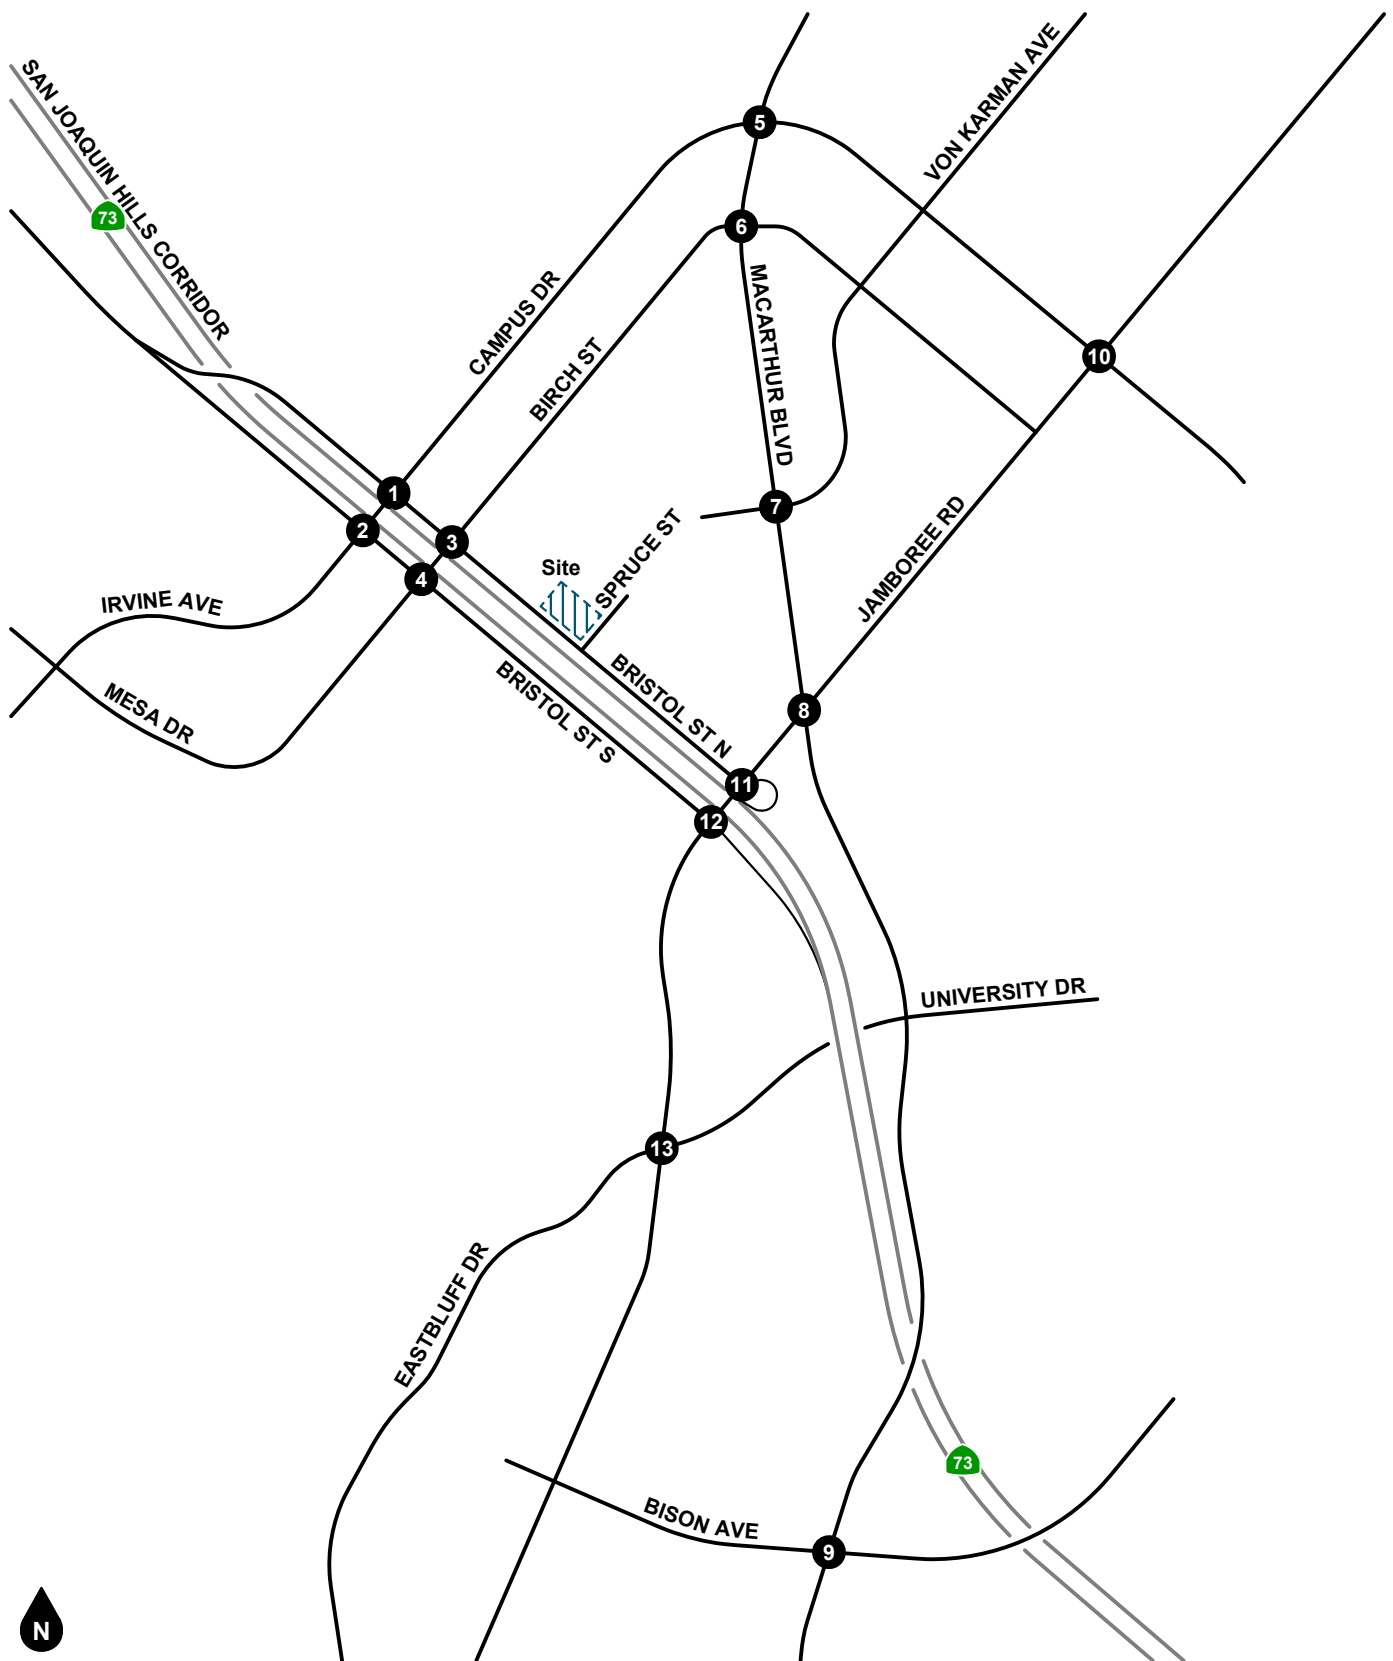 SAN JOAQUIN HILLS CORRIDOR
VON KARMAN AVE
5
73
6
CAMPUS DR
MACARTHUR BLVD
BIRCH ST
10
1
7
2
3
SPRUCE ST
JAMBOREE RD
Site
4
IRVINE AVE
BRISTOL ST N
BRISTOL ST S
MESA DR
8
11
12
UNIVERSITY DR
13
EASTBLUFF DR
73
BISON AVE
9
N